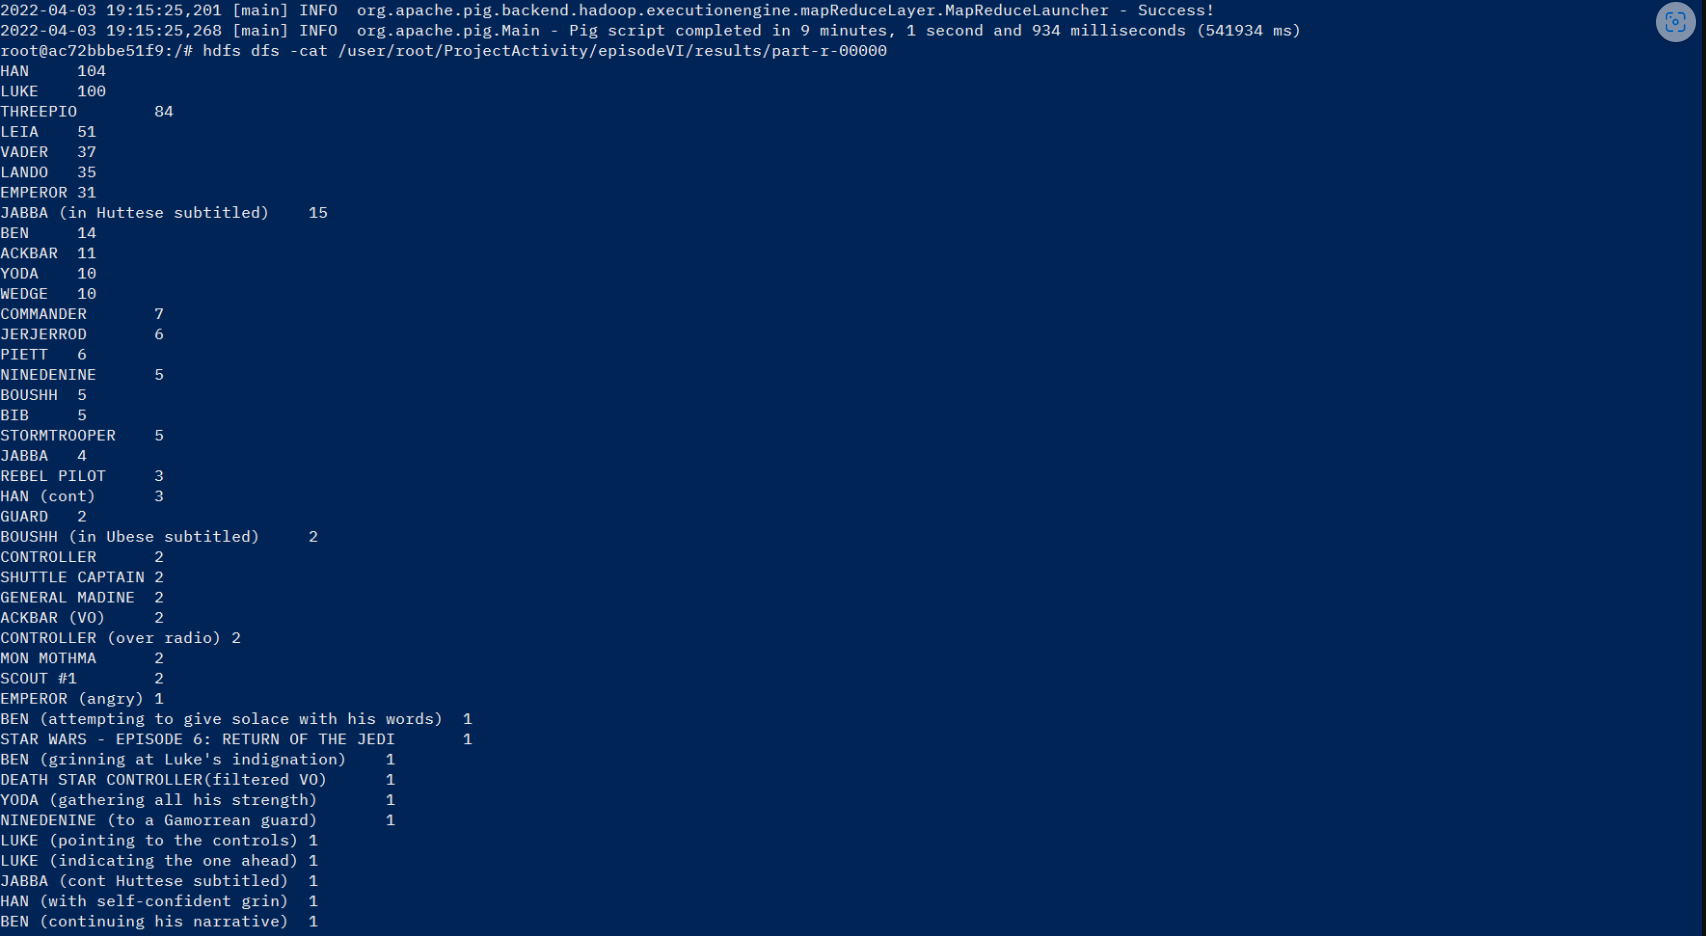 2022-04-03 19:15:25,201 [main] INFO  org.apache.pig.backend.hadoop.executionengine.mapReduceLayer.MapReduceLauncher - Success!
2022-04-03 19:15:25,268 [main] INFO  org.apache.pig.Main - Pig script completed in 9 minutes, 1 second and 934 milliseconds (541934 ms)
root@ac72bbbe51f9:/# hdfs dfs -cat /user/root/ProjectActivity/episodeVI/results/part-r-00000
HAN     104
LUKE    100
THREEPIO        84
LEIA    51
VADER   37
LANDO   35
EMPEROR 31
JABBA (in Huttese subtitled)    15
BEN     14
ACKBAR  11
YODA    10
WEDGE   10
COMMANDER       7
JERJERROD       6
PIETT   6
NINEDENINE      5
BOUSHH  5
BIB     5
STORMTROOPER    5
JABBA   4
REBEL PILOT     3
HAN (cont)      3
GUARD   2
BOUSHH (in Ubese subtitled)     2
CONTROLLER      2
SHUTTLE CAPTAIN 2
GENERAL MADINE  2
ACKBAR (VO)     2
CONTROLLER (over radio) 2
MON MOTHMA      2
SCOUT #1        2
EMPEROR (angry) 1
BEN (attempting to give solace with his words)  1
STAR WARS - EPISODE 6: RETURN OF THE JEDI       1
BEN (grinning at Luke's indignation)    1
DEATH STAR CONTROLLER(filtered VO)      1
YODA (gathering all his strength)       1
NINEDENINE (to a Gamorrean guard)       1
LUKE (pointing to the controls) 1
LUKE (indicating the one ahead) 1
JABBA (cont Huttese subtitled)  1
HAN (with self-confident grin)  1
BEN (continuing his narrative)  1